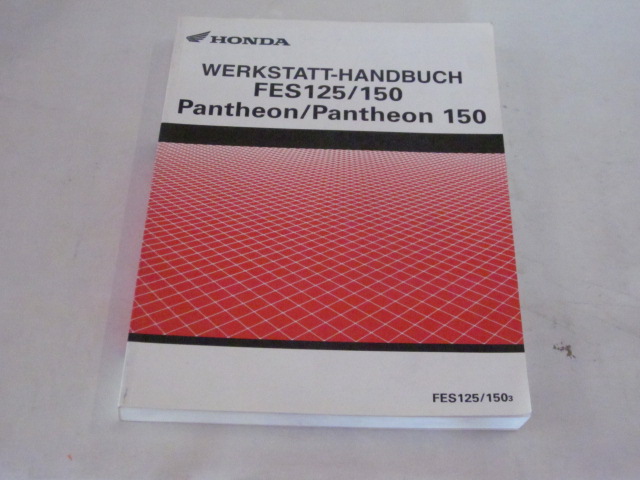 HONDA
WERKSTATT-HANDBUCH
FES125/150
Pantheon/Pantheon 150
FES125/150₃